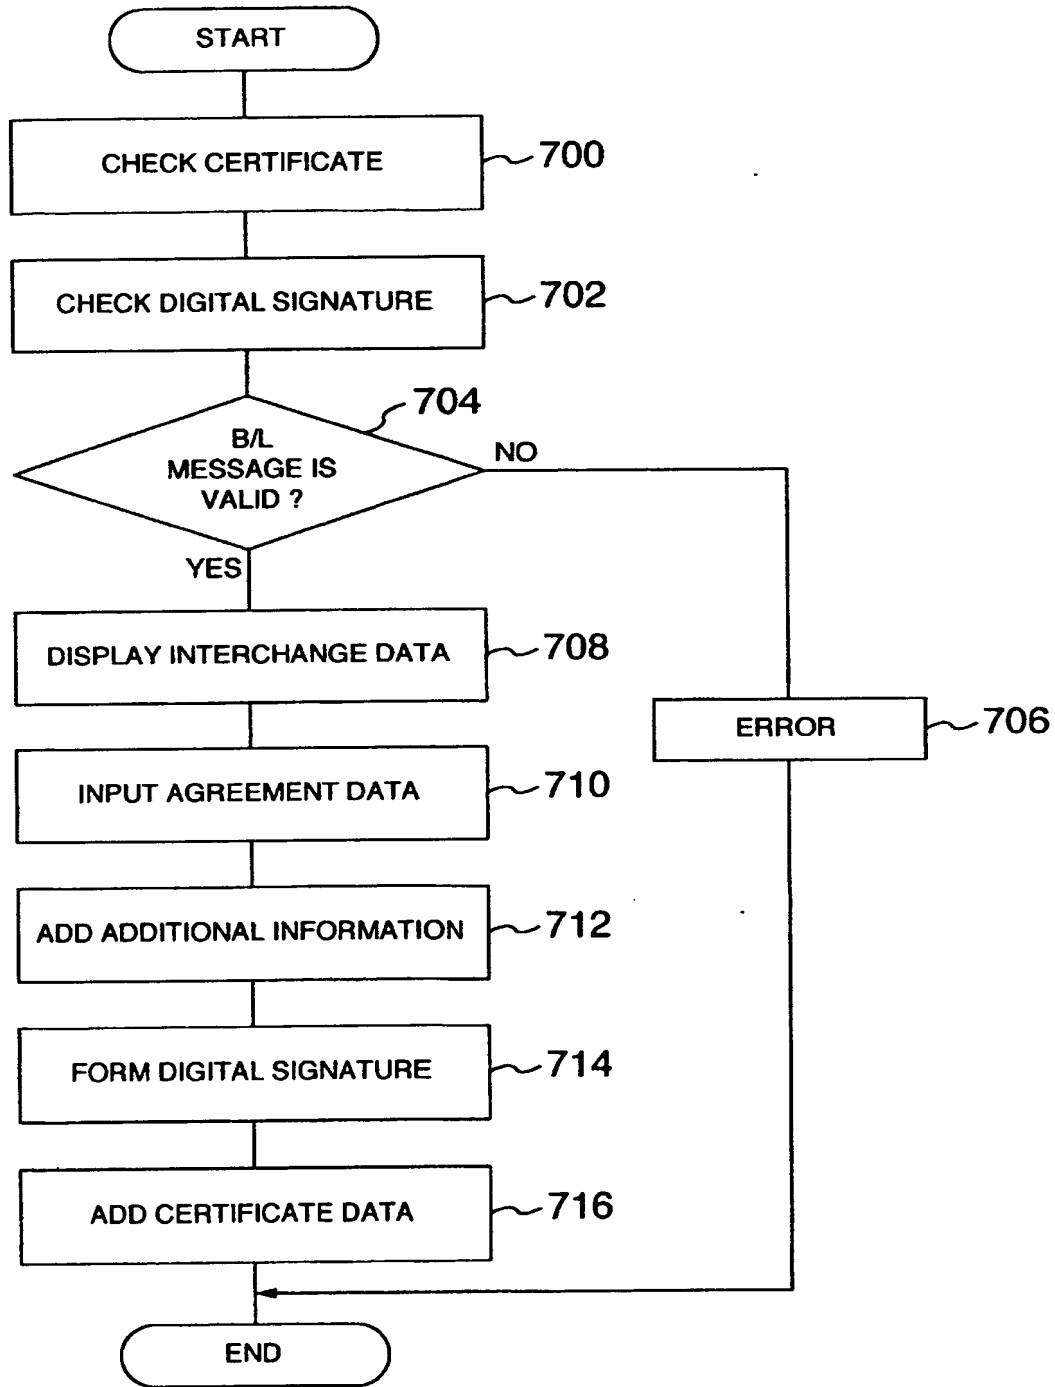 START
CHECK CERTIFICATE
700
CHECK DIGITAL SIGNATURE
702
704
B/L
MESSAGE IS
VALID ?
NO
YES
DISPLAY INTERCHANGE DATA
708
ERROR
706
INPUT AGREEMENT DATA
710
ADD ADDITIONAL INFORMATION
712
FORM DIGITAL SIGNATURE
714
ADD CERTIFICATE DATA
716
END